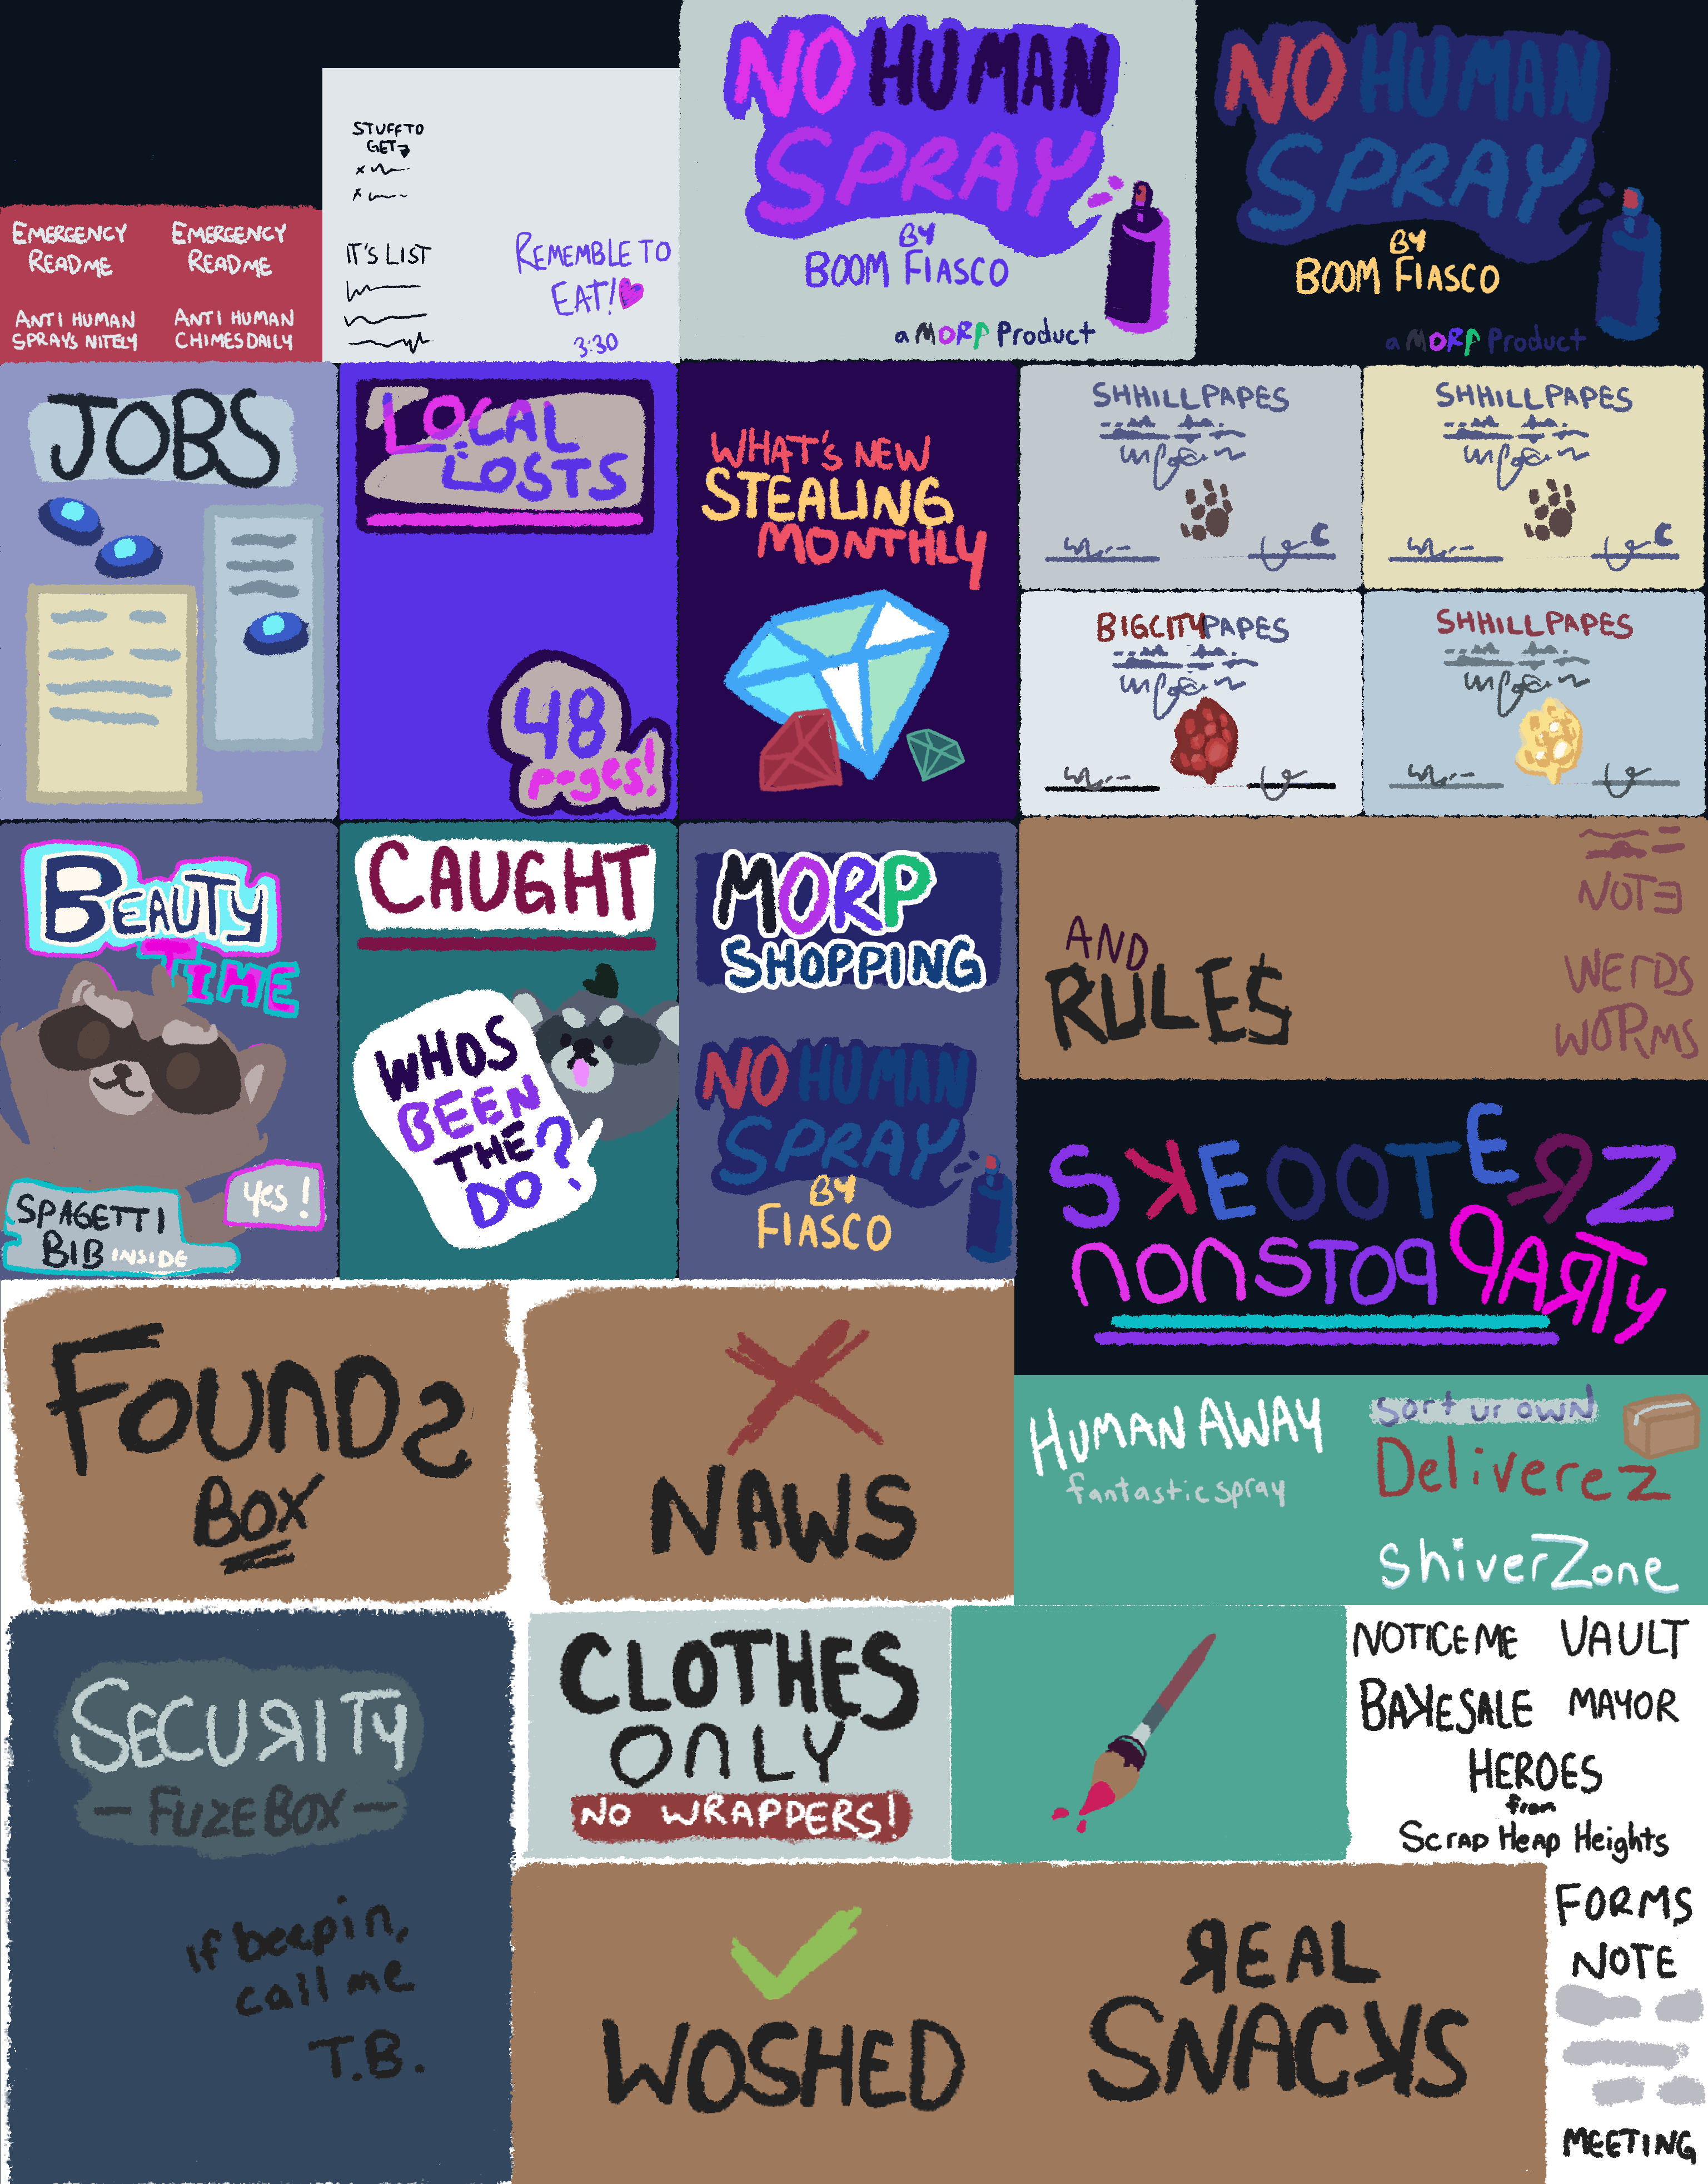 EMERGENCY
README
ANTI HUMAN
SPRAYS NITELY
EMERGENCY
README
ANTI HUMAN
CHIMES DAILY
STUFF TO
GET
IT'S LIST
REMEMBLE TO
EAT!
3:30
NO HUMAN
SPRAY
BY
BOOM FIASCO
a MORP Product
NO HUMAN
SPRAY
BY
BOOM FIASCO
a MORP Product
JOBS
LOCAL
LOSTS
48
pages!
WHAT'S NEW
STEALING
MONTHLY
SHHILLPAPES
SHHILLPAPES
BIGCITYPAPES
SHHILLPAPES
BEAUTY
TIME
SPAGETTI
BIB INSIDE
Yes!
CAUGHT
WHOS
BEEN
THE
DO?
MORP
SHOPPING
NO HUMAN
SPRAY
BY
FIASCO
AND
RULES
NOTE
WERDS
WORMS
SKEOOTERZ
NONSTOP PARTY
FOUNDS
BOX
NAWS
HUMAN AWAY
fantastic spray
Sort ur own
Deliverez
ShiverZone
SECURITY
- FUZEBOX -
if beepin,
call me
T.B.
CLOTHES
ONLY
NO WRAPPERS!
NOTICE ME
VAULT
BAKESALE
MAYOR
HEROES
from
Scrap Heap Heights
FORMS
NOTE
MEETING
WOSHED
REAL
SNACKS